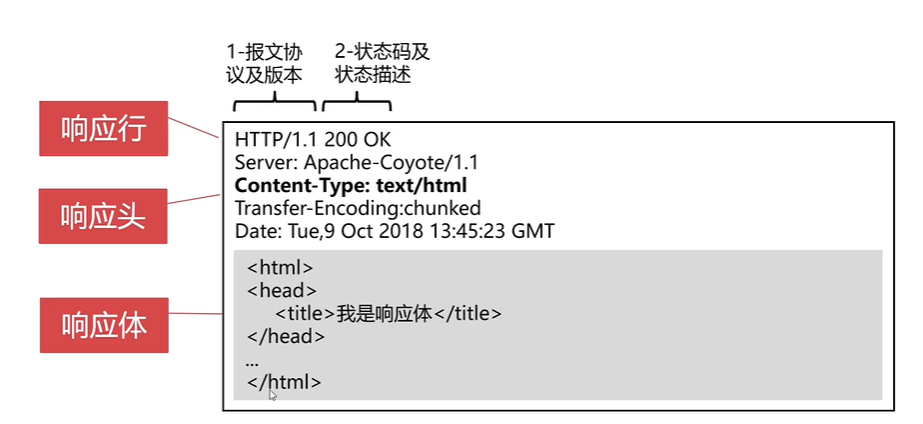 1-报文协
议及版本
2-状态码及
状态描述
响应行
HTTP/1.1 200 OK
Server: Apache-Coyote/1.1
响应头
Content-Type: text/html
Transfer-Encoding:chunked
Date: Tue,9 Oct 2018 13:45:23 GMT
响应体
<html>
<head>
<title>我是响应体</title>
</head>
...
</html>